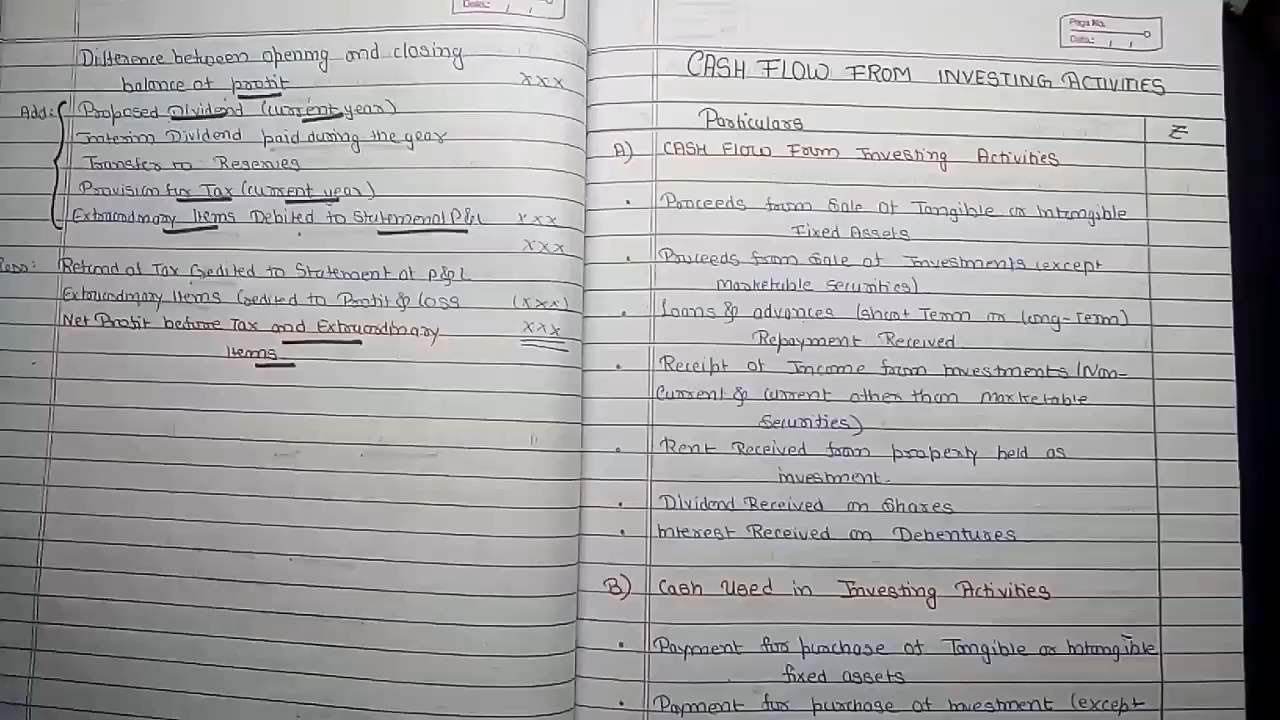 Date:
Difference between opening and closing
balance of profit xxx
Add: Proposed Dividend (current year)
Interim Dividend paid during the year
Transfer to Reserves
Provision for Tax (current year)
Extraordinary Items Debited to Statement of P&L xxx
xxx
Less: Refund of Tax Credited to Statement of P&L
Extraordinary Items Credited to Profit & Loss (xxx)
Net Profit before Tax and Extraordinary xxx
Items
Page No.
Date:
CASH FLOW FROM INVESTING ACTIVITIES
Particulars ₹
A) CASH Flow From Investing Activities
• Proceeds from Sale of Tangible or Intangible
Fixed Assets
• Proceeds from Sale of Investments (except
marketable securities)
• Loans & advances (Short Term or Long-Term)
Repayment Received
• Receipt of Income from Investments (Non-
Current & Current other than Marketable
Securities)
• Rent Received from property held as
investment.
• Dividend Received on Shares
• Interest Received on Debentures
B) Cash Used in Investing Activities
• Payment for purchase of Tangible or Intangible
fixed assets
• Payment for purchase of Investment (except